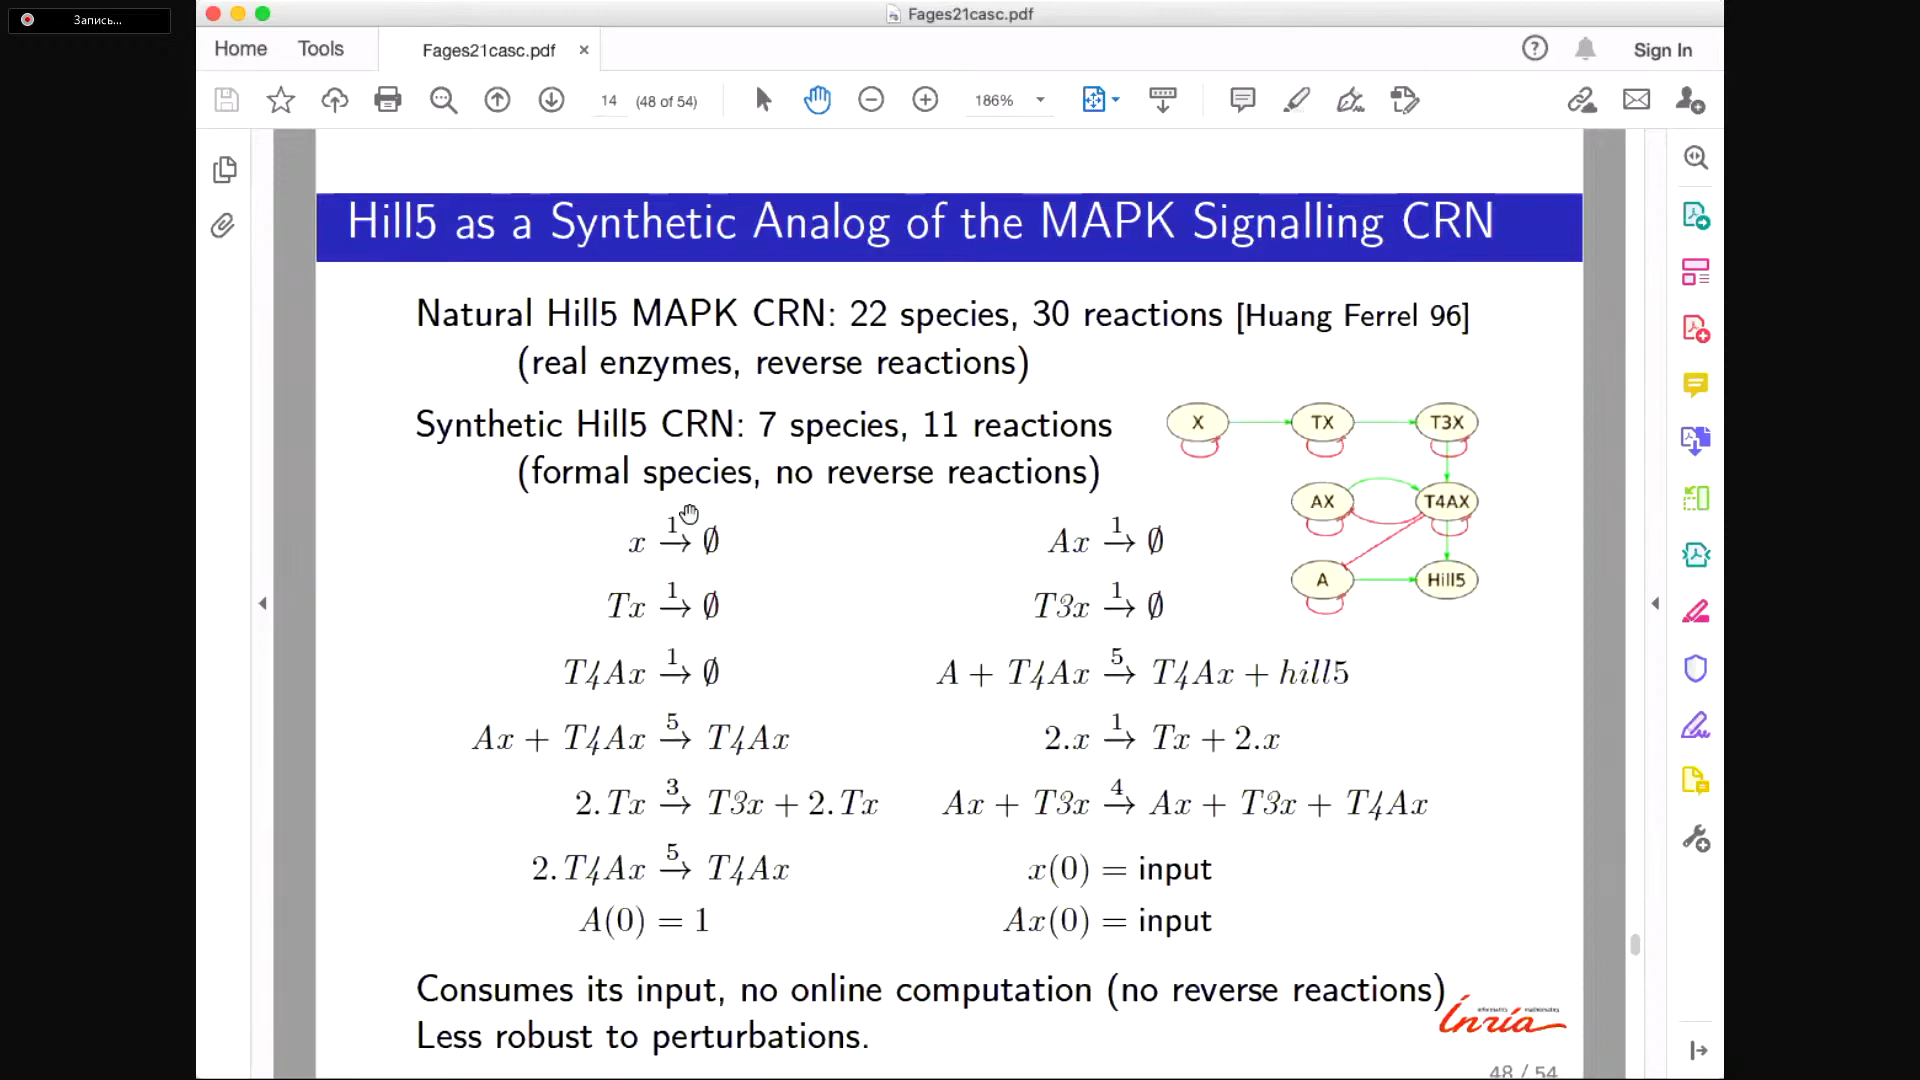 Запись...
Fages21casc.pdf
Home Tools Fages21casc.pdf × ? Sign In
14 (48 of 54) 186%
Hill5 as a Synthetic Analog of the MAPK Signalling CRN
Natural Hill5 MAPK CRN: 22 species, 30 reactions [Huang Ferrel 96]
(real enzymes, reverse reactions)
Synthetic Hill5 CRN: 7 species, 11 reactions
(formal species, no reverse reactions)
X TX T3X
AX T4AX
A Hill5
x 1→ ∅ Ax 1→ ∅
Tx 1→ ∅ T3x 1→ ∅
T4Ax 1→ ∅ A + T4Ax 5→ T4Ax + hill5
Ax + T4Ax 5→ T4Ax 2.x 1→ Tx + 2.x
2.Tx 3→ T3x + 2.Tx Ax + T3x 4→ Ax + T3x + T4Ax
2.T4Ax 5→ T4Ax x(0) = input
A(0) = 1 Ax(0) = input
Consumes its input, no online computation (no reverse reactions)
Less robust to perturbations.
Inria
48 / 54